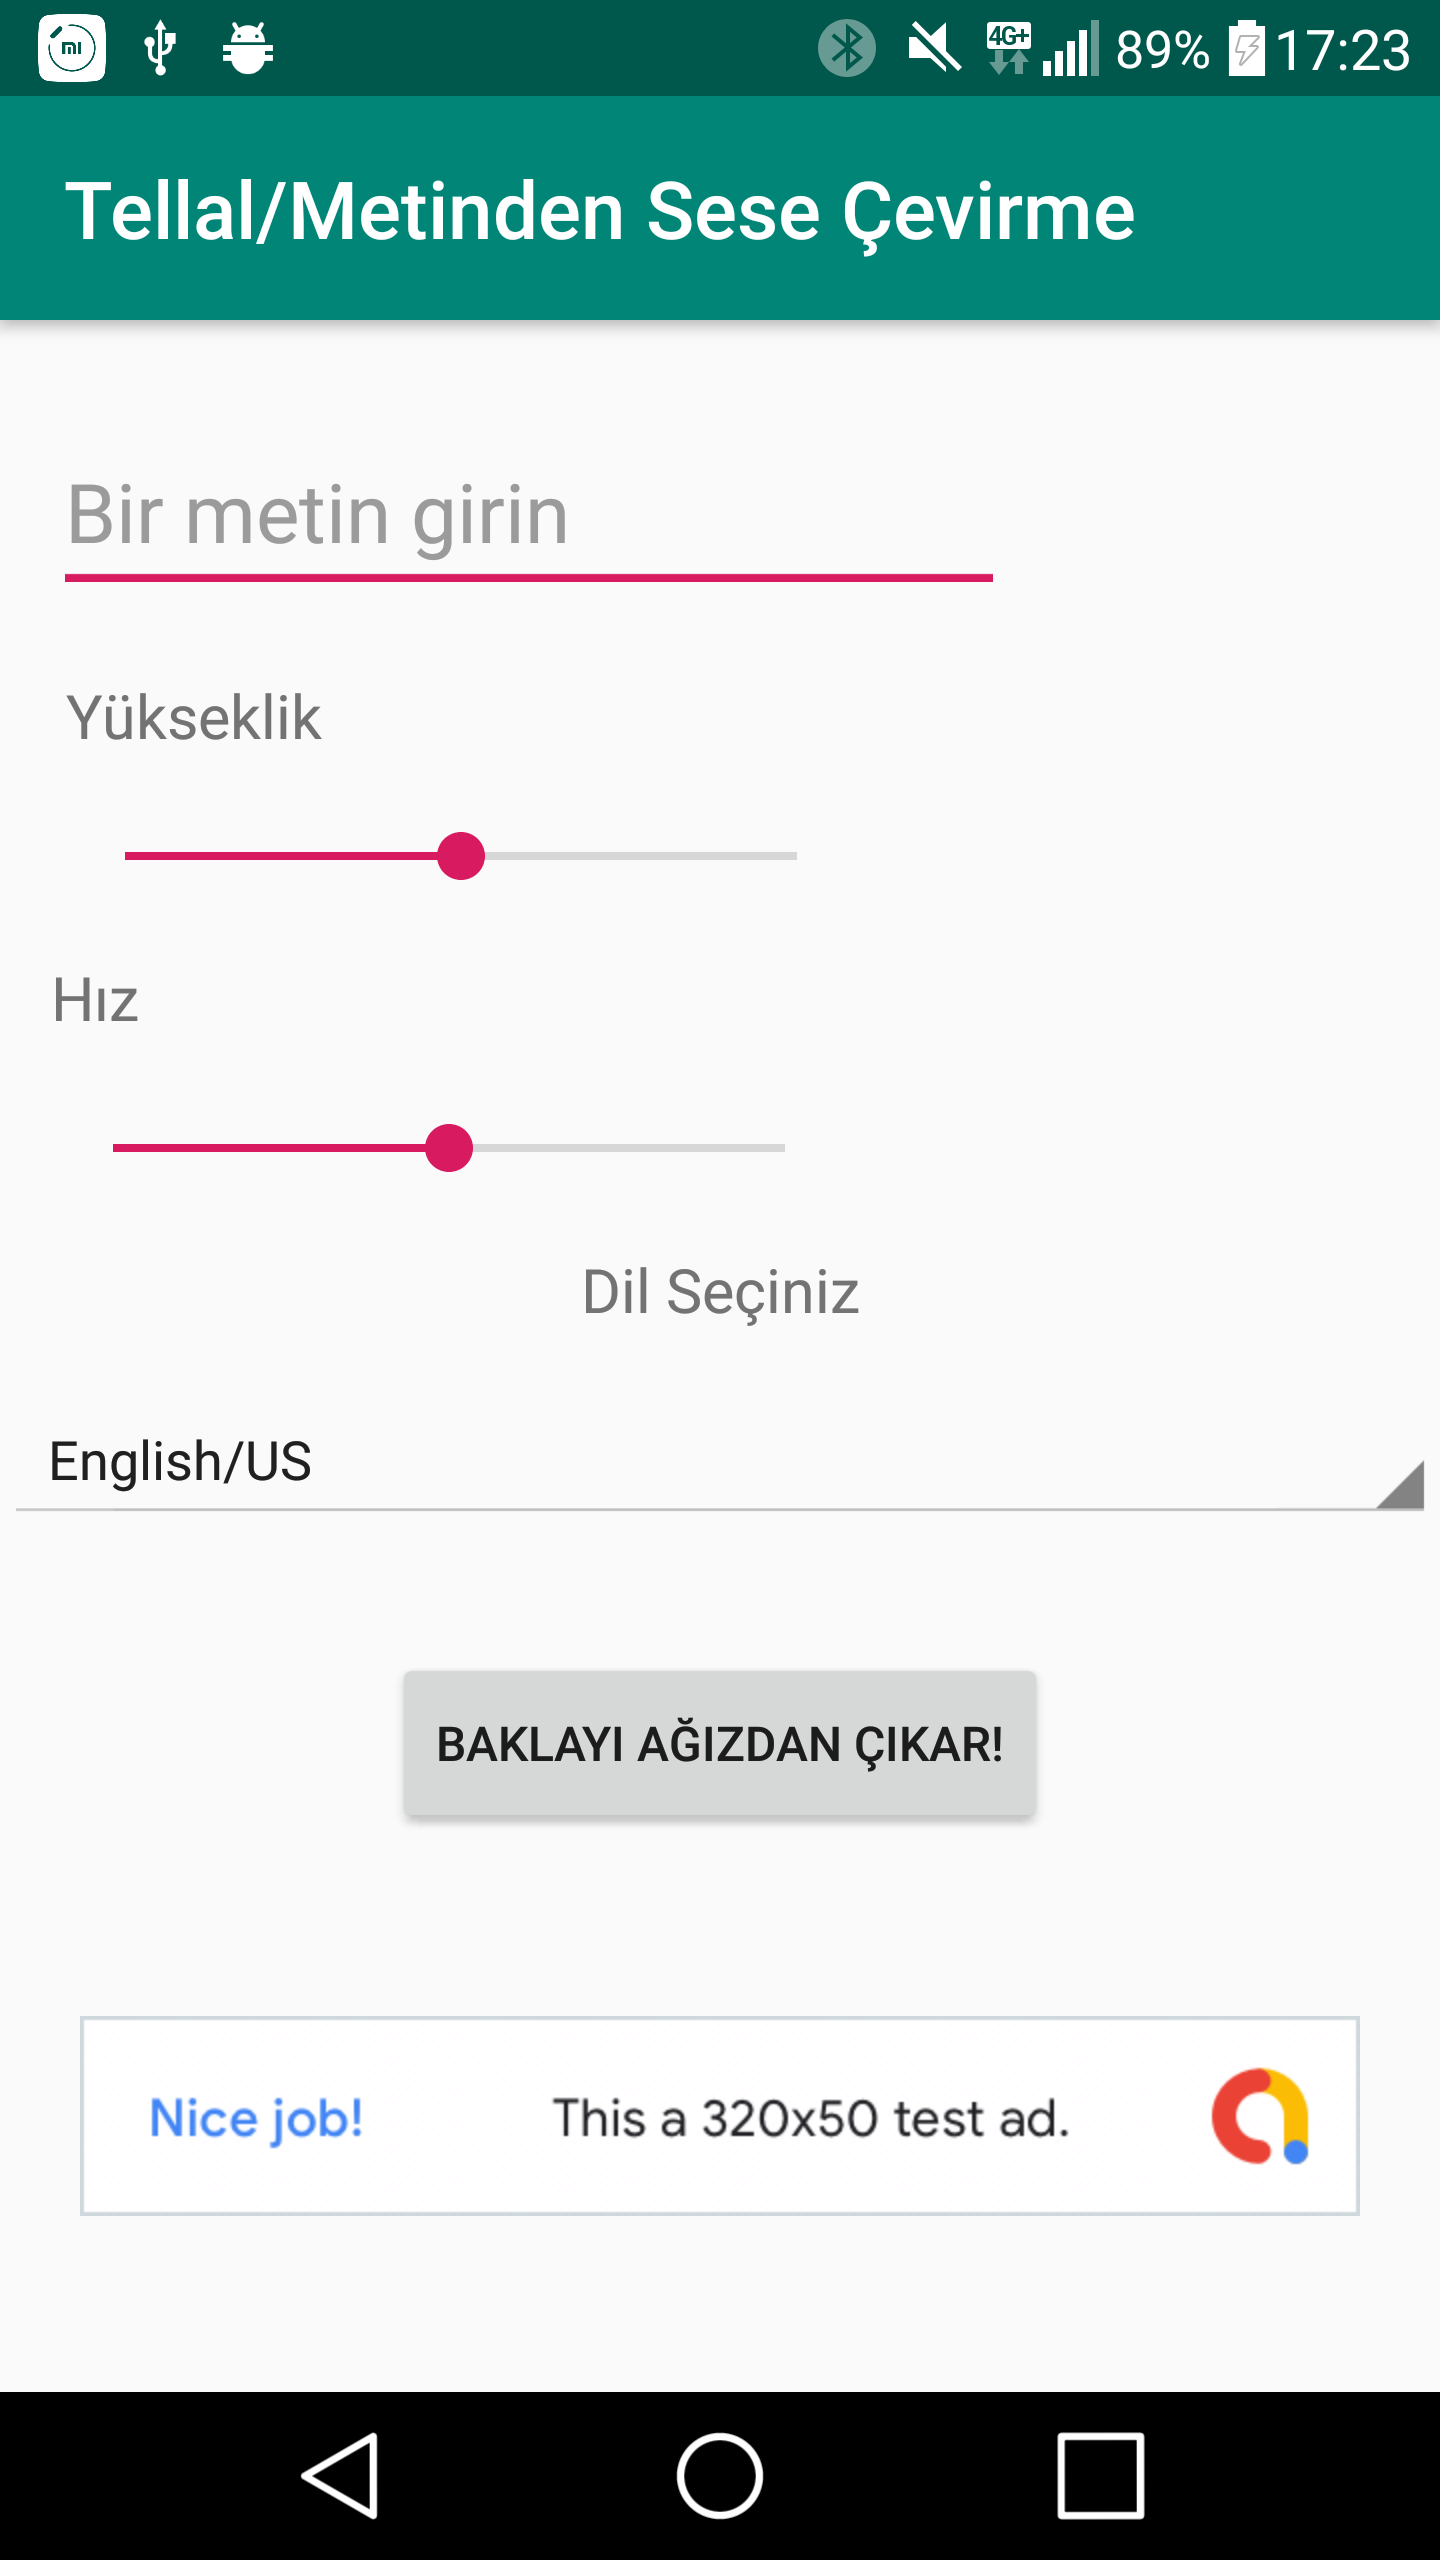 mi
4G+
89%
17:23
Tellal/Metinden Sese Çevirme
Bir metin girin
Yükseklik
Hız
Dil Seçiniz
English/US
BAKLAYI AĞIZDAN ÇIKAR!
Nice job!
This a 320x50 test ad.